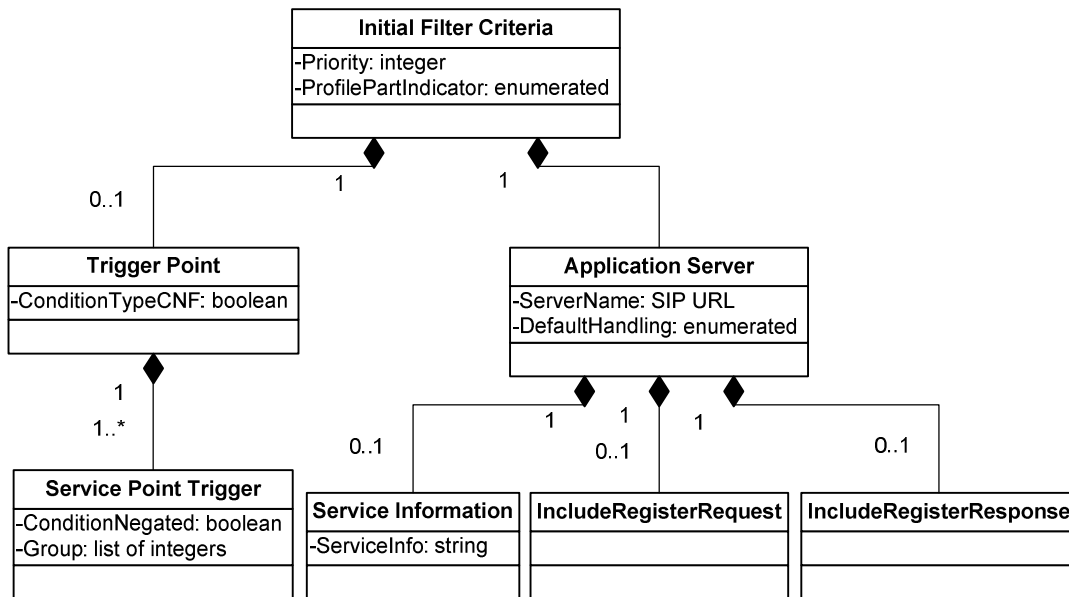 Initial Filter Criteria
-Priority: integer
-ProfilePartIndicator: enumerated
1
1
0..1
Trigger Point
-ConditionTypeCNF: boolean
Application Server
-ServerName: SIP URL
-DefaultHandling: enumerated
1
1..*
1
1
1
0..1
0..1
0..1
Service Point Trigger
-ConditionNegated: boolean
-Group: list of integers
Service Information
-ServiceInfo: string
IncludeRegisterRequest
IncludeRegisterResponse